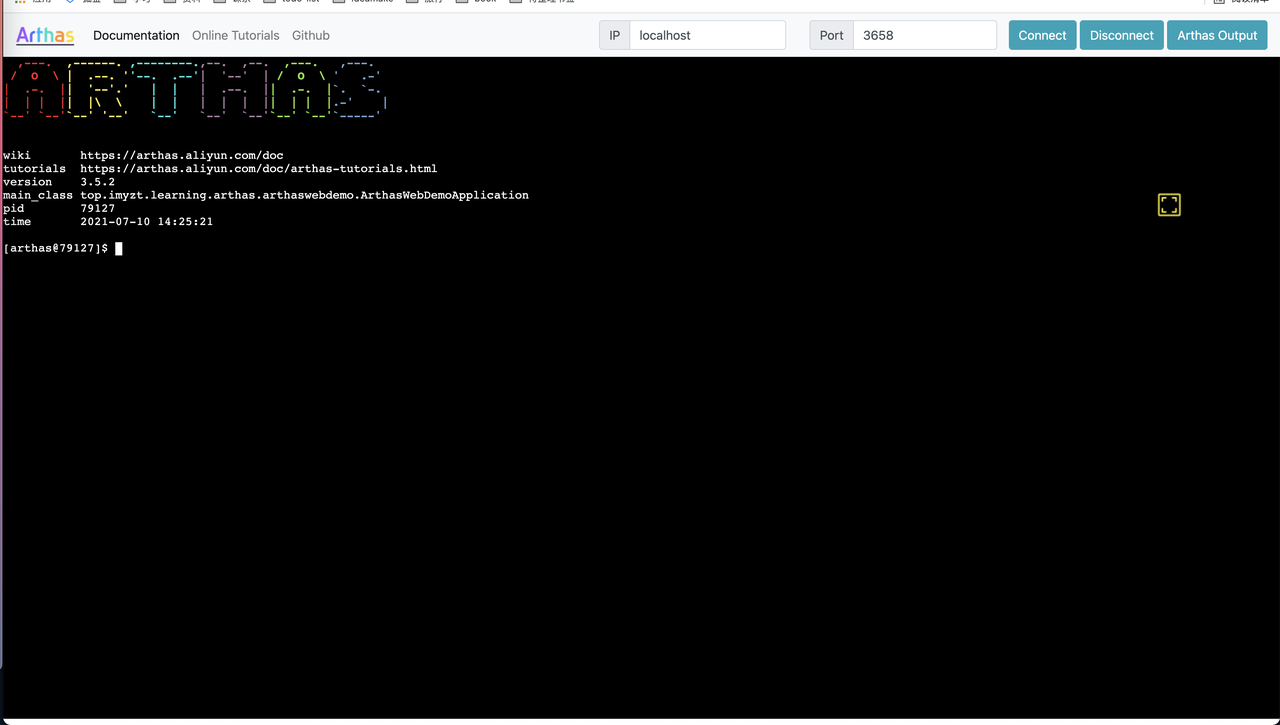 Arthas Documentation Online Tutorials Github IP localhost Port 3658 Connect Disconnect Arthas Output
ARTHAS
wiki https://arthas.aliyun.com/doc
tutorials https://arthas.aliyun.com/doc/arthas-tutorials.html
version 3.5.2
main_class top.imyzt.learning.arthas.arthaswebdemo.ArthasWebDemoApplication
pid 79127
time 2021-07-10 14:25:21
[arthas@79127]$